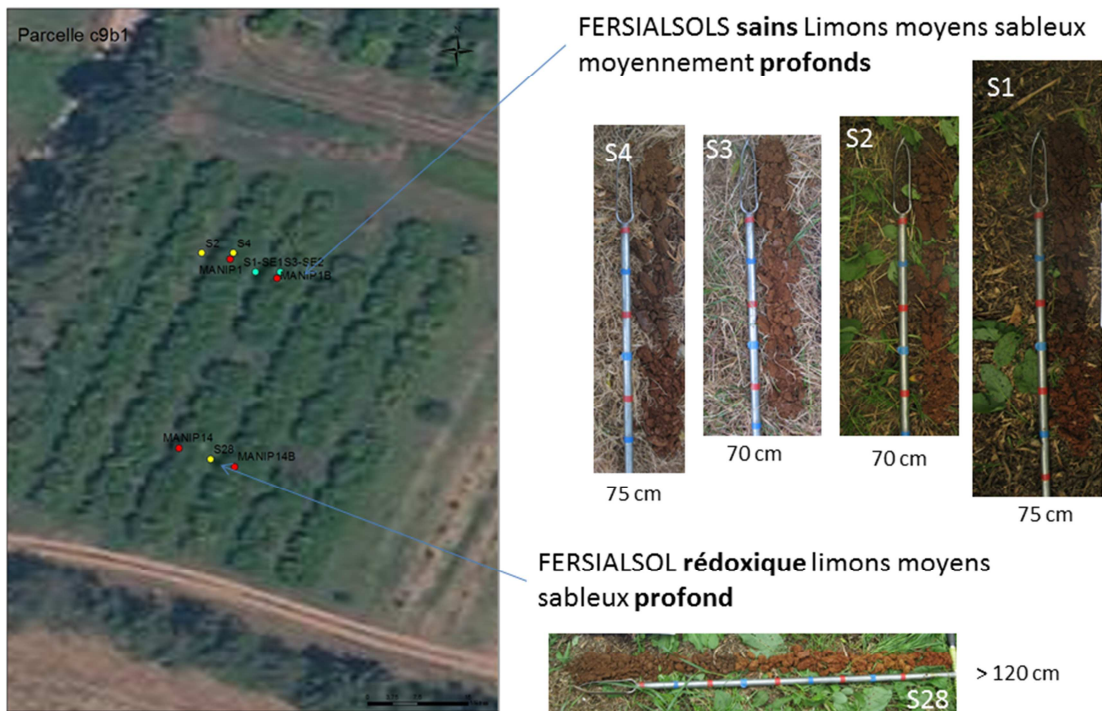 Parcelle c9b1
N
FERSIALSOLS sains Limons moyens sableux
moyennement profonds
S4
S3
S2
S1
75 cm
70 cm
70 cm
75 cm
S2
S4
MANIP1
S1-SE1
S3-SE2
MANIP1B
MANIP14
S28
MANIP14B
FERSIALSOL rédoxique limons moyens
sableux profond
S28
> 120 cm